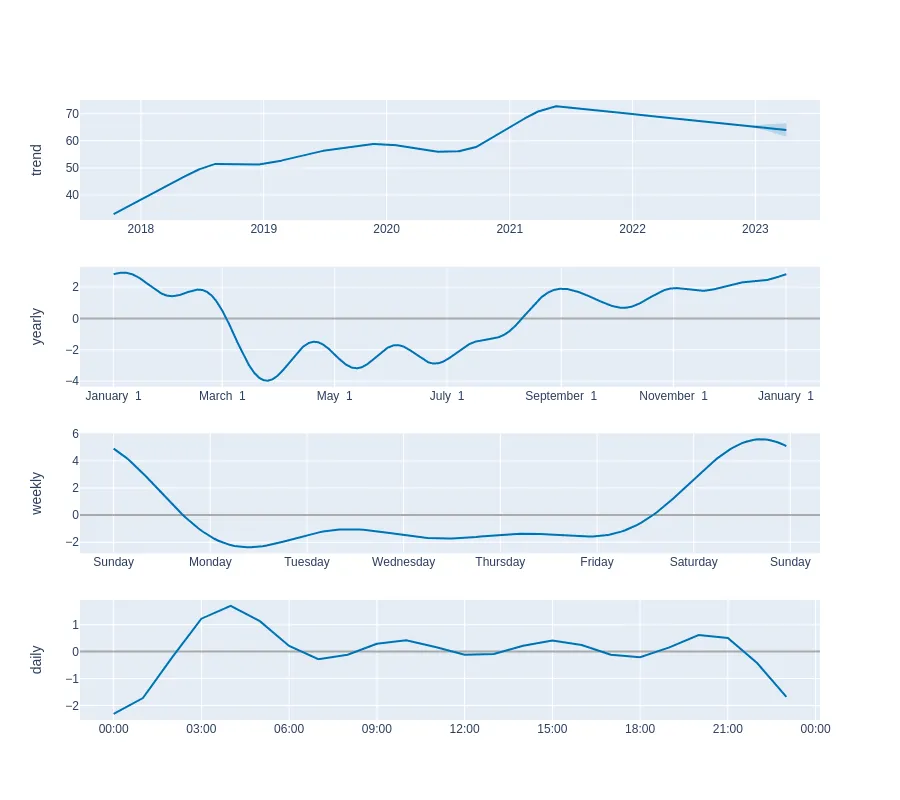 trend
70
60
50
40
2018 2019 2020 2021 2022 2023
yearly
2
0
−2
−4
January 1 March 1 May 1 July 1 September 1 November 1 January 1
weekly
6
4
2
0
−2
Sunday Monday Tuesday Wednesday Thursday Friday Saturday Sunday
daily
1
0
−1
−2
00:00 03:00 06:00 09:00 12:00 15:00 18:00 21:00 00:00